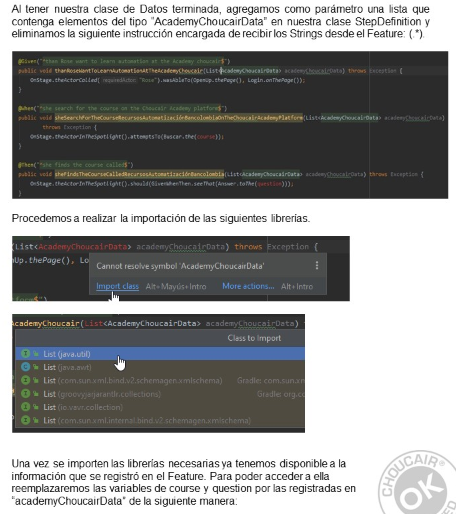 Al tener nuestra clase de Datos terminada, agregamos como parámetro una lista que
contenga elementos del tipo "AcademyChoucairData" en nuestra clase StepDefinition y
eliminamos la siguiente instrucción encargada de recibir los Strings desde el Feature: (.*).
@Given("^than Rose want to learn automation at the academy Choucair$")
public void thanRoseWantToLearnAutomationAtTheAcademyChoucair(List<AcademyChoucairData> academyChoucairData) throws Exception {
OnStage.theActorCalled( requiredActor: "Rose").wasAbleTo(OpenUp.thePage(), Login.onThePage());
}
@When("^she search for the course on the Choucair Academy platform$")
public void sheSearchForTheCourseRecursosAutomatizaciónBancolombiaOnTheChoucairAcademyPlatform(List<AcademyChoucairData> academyChoucairData)
throws Exception {
OnStage.theActorInTheSpotlight().attemptsTo(Buscar.the(course));
}
@Then("^she finds the course called$")
public void sheFindsTheCourseCalledRecursosAutomatizaciónBancolombia(List<AcademyChoucairData> academyChoucairData) throws Exception {
OnStage.theActorInTheSpotlight().should(GivenWhenThen.seeThat(Answer.toThe(question)));
}
Procedemos a realizar la importación de las siguientes librerías.
(List<AcademyChoucairData> academyChoucairData) throws Exception {
nUp.thePage(), Lo
Cannot resolve symbol 'AcademyChoucairData'
Import class Alt+Mayús+Intro More actions... Alt+Intro
form$")
AcademyChoucair(List<AcademyChoucairData> academyChoucairData)
Class to Import
List (java.util)
List (java.awt)
List (com.sun.xml.bind.v2.schemagen.xmlschema) Gradle: com.sun.x
List (groovyjarjarantlr.collections) Gradle: org.co
List (io.vavr.collection)
List (com.sun.xml.internal.bind.v2.schemagen.xmlschema)
Una vez se importen las librerías necesarias ya tenemos disponible a la
información que se registró en el Feature. Para poder acceder a ella
reemplazaremos las variables de course y question por las registradas en
"academyChoucairData" de la siguiente manera:
CHOUCAIR®
OK